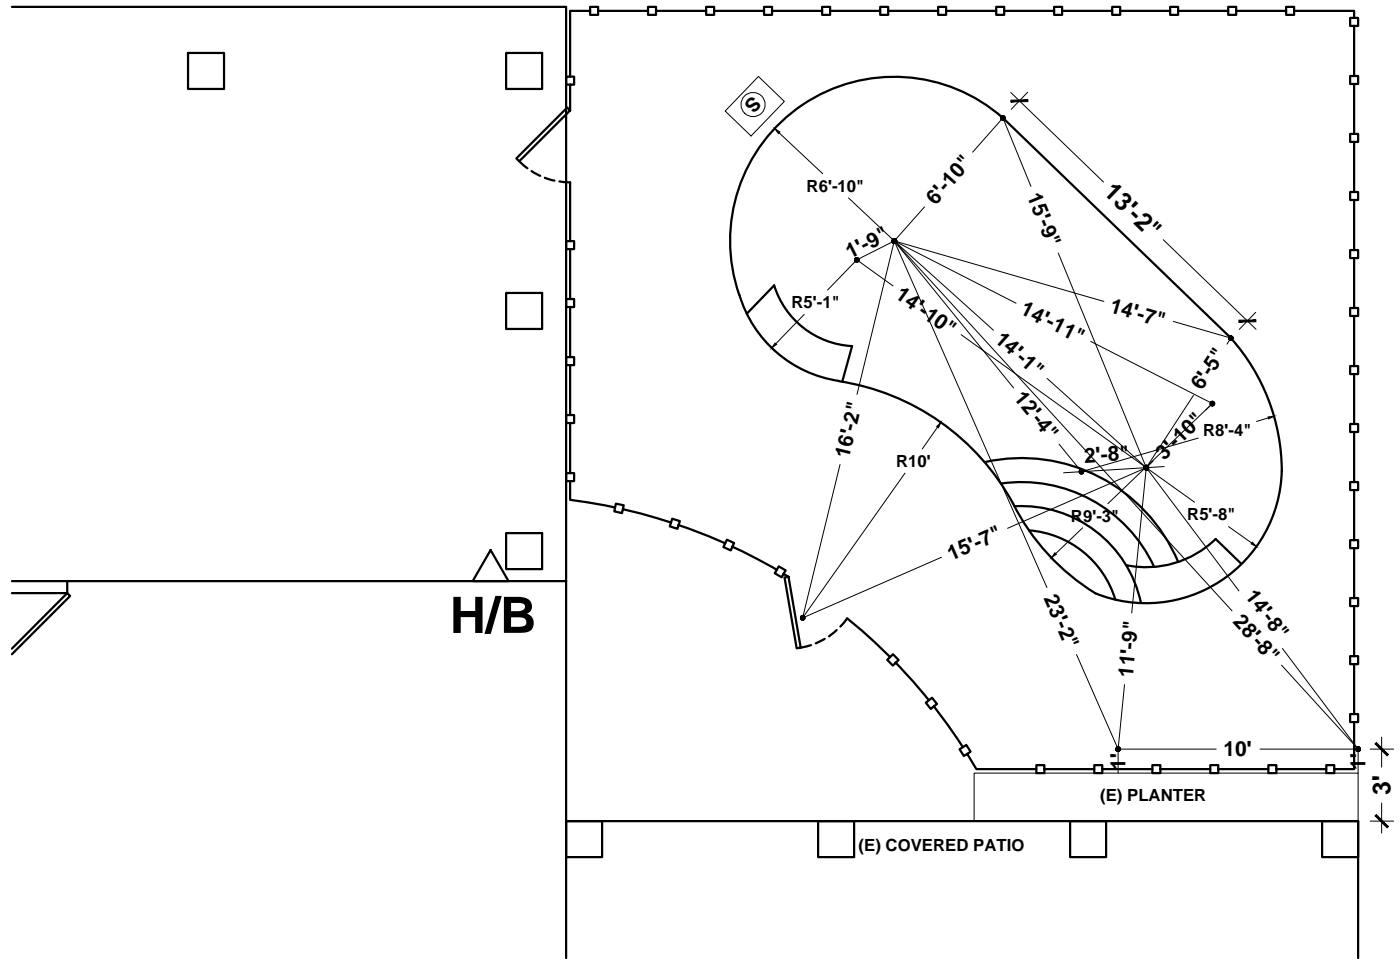 S
R6'-10"
6'-10"
13'-2"
15'-9"
1'-9"
R5'-1"
14'-10"
14'-11"
14'-7"
14'-1"
6'-5"
12'-4"
16'-2"
3'-10"
R8'-4"
2'-8"
R10'
R9'-3"
R5'-8"
15'-7"
H/B
23'-2"
11'-9"
14'-8"
28'-8"
10'
1'
1'
3'
(E) PLANTER
(E) COVERED PATIO